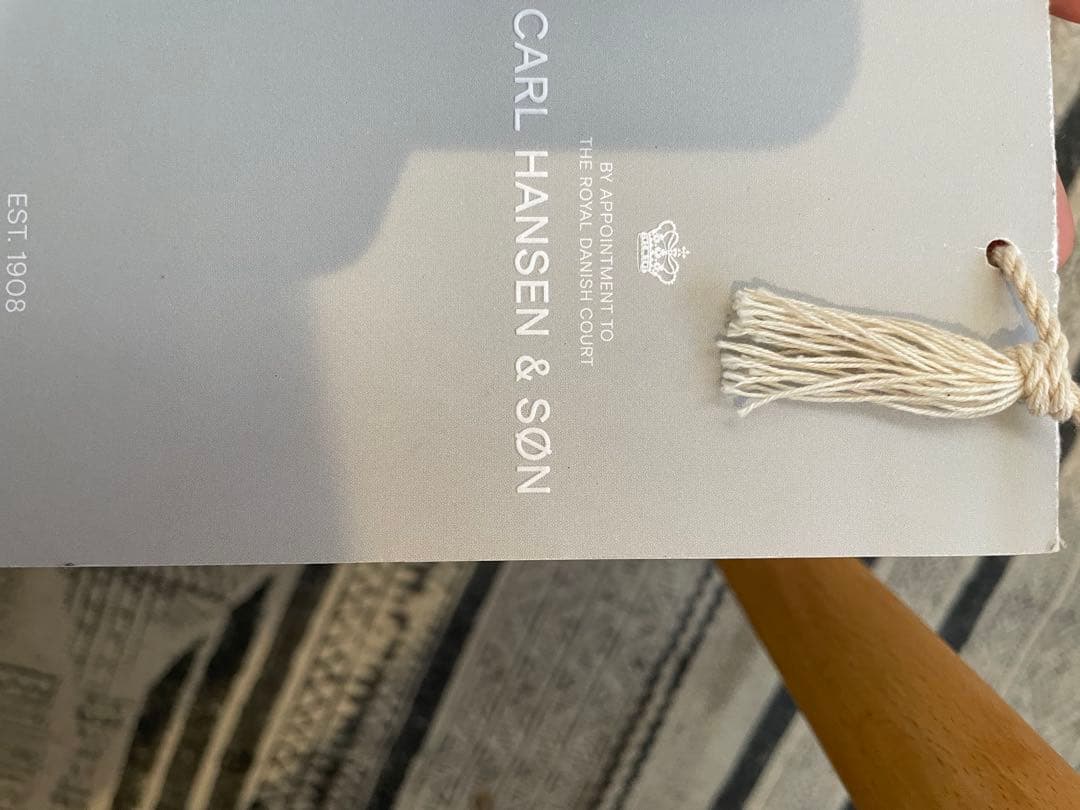 BY APPOINTMENT TO
THE ROYAL DANISH COURT
CARL HANSEN & SØN
EST. 1908